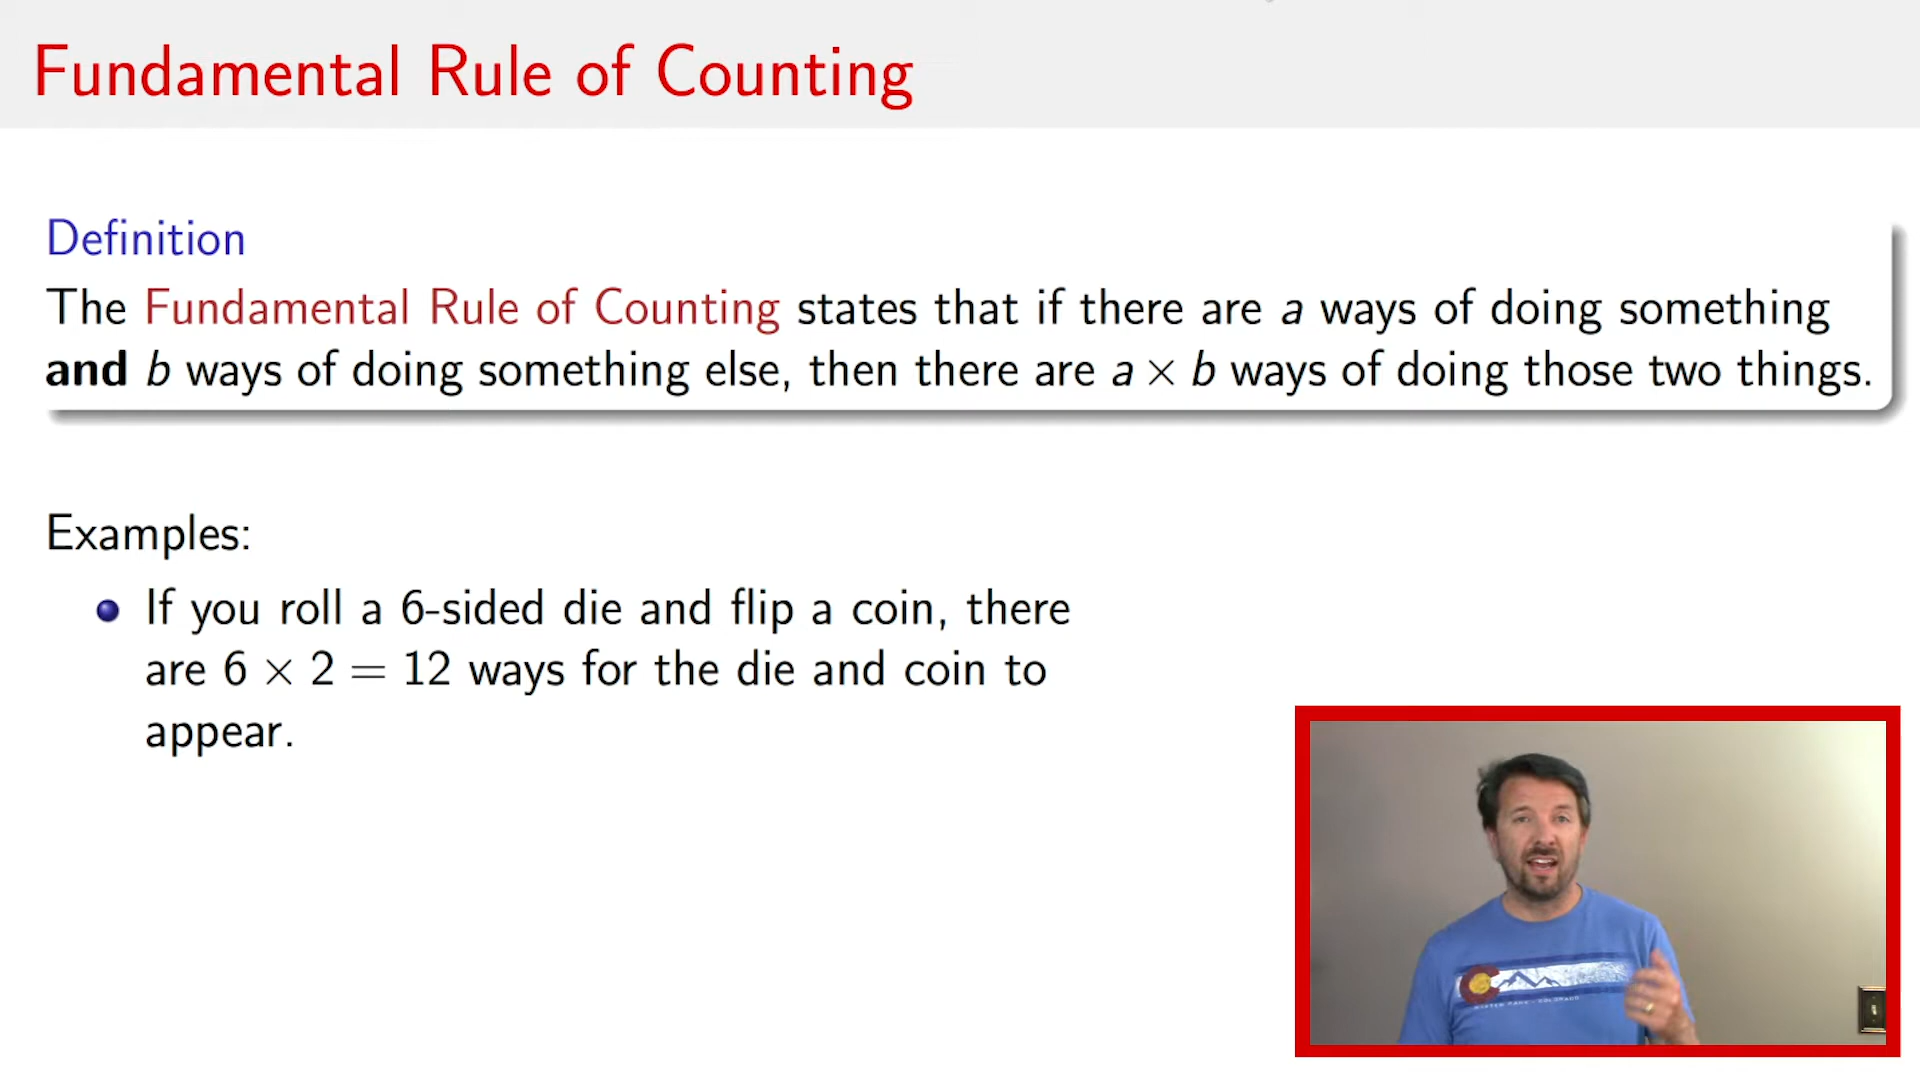 Fundamental Rule of Counting
Definition
The Fundamental Rule of Counting states that if there are a ways of doing something
and b ways of doing something else, then there are a × b ways of doing those two things.
Examples:
If you roll a 6-sided die and flip a coin, there
are 6 × 2 = 12 ways for the die and coin to
appear.
WINTER PARK - COLORADO